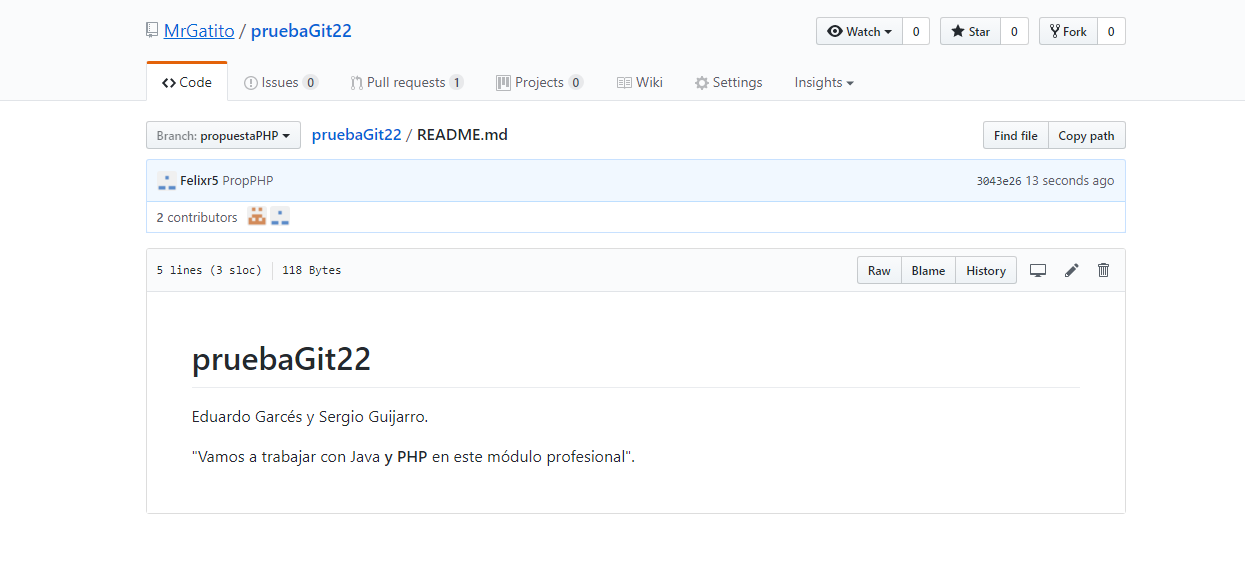 MrGatito / pruebaGit22
Watch 0 Star 0 Fork 0
Code Issues 0 Pull requests 1 Projects 0 Wiki Settings Insights
Branch: propuestaPHP pruebaGit22 / README.md Find file Copy path
Felixr5 PropPHP 3043e26 13 seconds ago
2 contributors
5 lines (3 sloc) 118 Bytes Raw Blame History
pruebaGit22
Eduardo Garcés y Sergio Guijarro.
"Vamos a trabajar con Java y PHP en este módulo profesional".